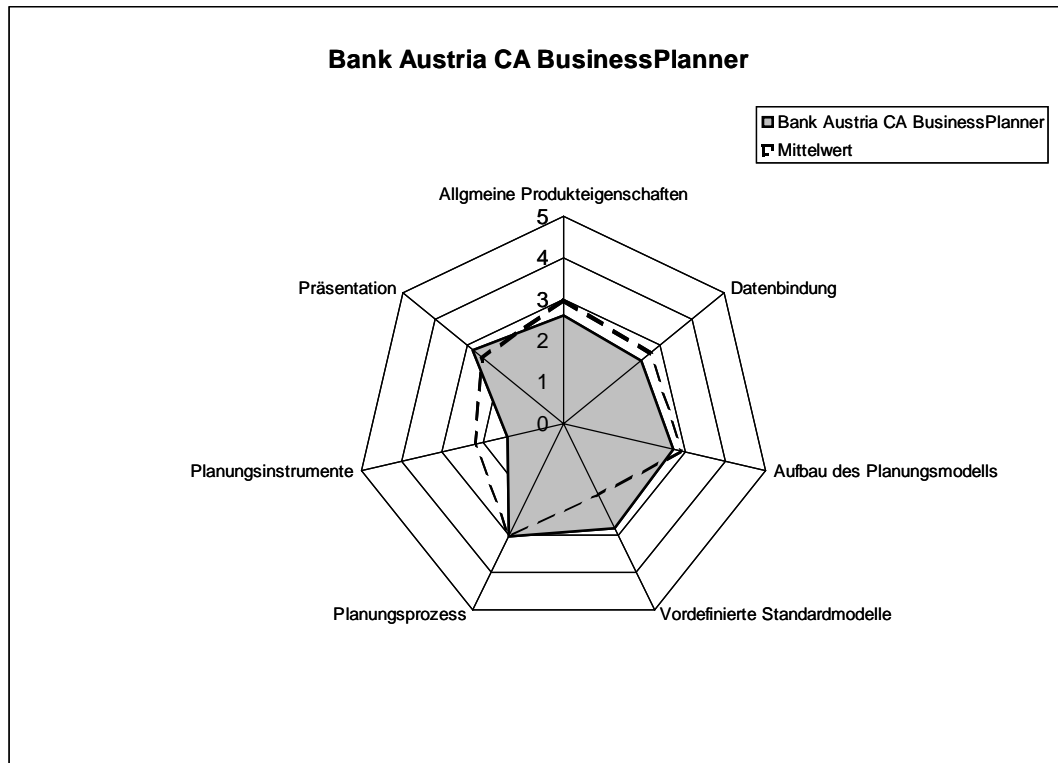 Bank Austria CA BusinessPlanner
Bank Austria CA BusinessPlanner
Mittelwert
Allgmeine Produkteigenschaften
5
4
3
2
1
0
Datenbindung
Aufbau des Planungsmodells
Vordefinierte Standardmodelle
Planungsprozess
Planungsinstrumente
Präsentation